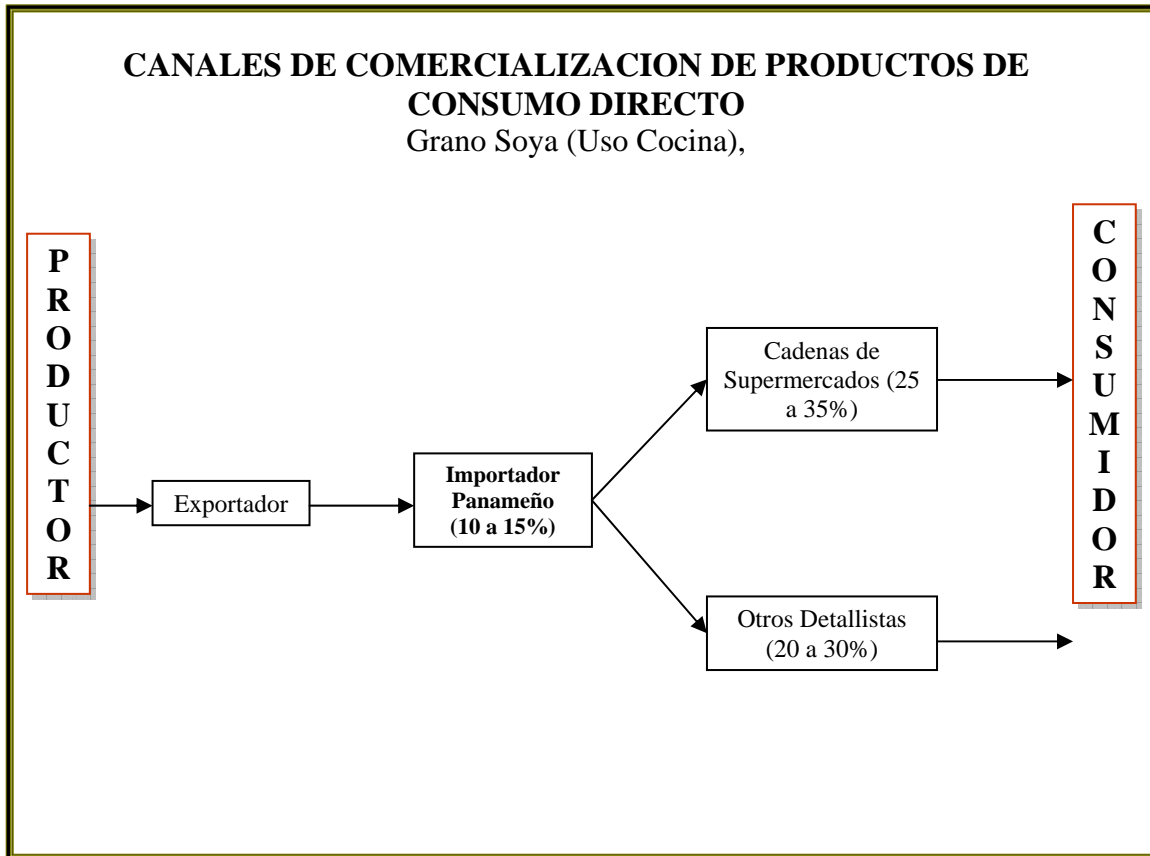 CANALES DE COMERCIALIZACION DE PRODUCTOS DE
CONSUMO DIRECTO
Grano Soya (Uso Cocina),
P
R
O
D
U
C
T
O
R
Exportador
Importador
Panameño
(10 a 15%)
Cadenas de
Supermercados (25
a 35%)
Otros Detallistas
(20 a 30%)
C
O
N
S
U
M
I
D
O
R